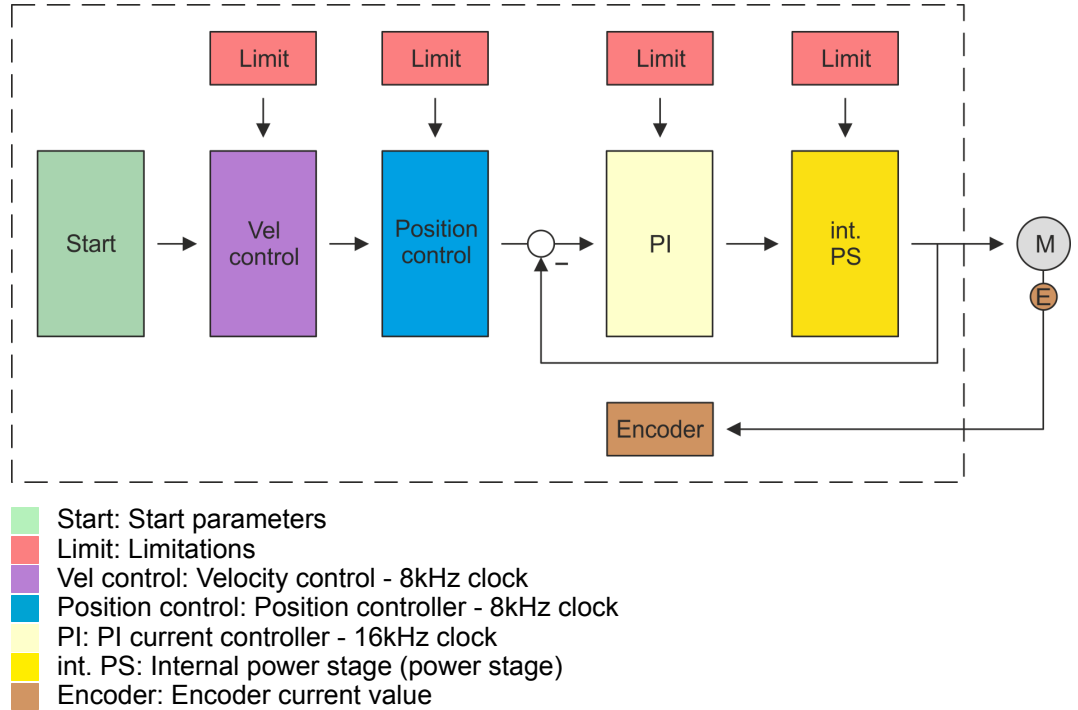 Limit
Limit
Limit
Limit
Start
Vel
control
Position
control
–
PI
int.
PS
M
E
Encoder
Start: Start parameters
Limit: Limitations
Vel control: Velocity control - 8kHz clock
Position control: Position controller - 8kHz clock
PI: PI current controller - 16kHz clock
int. PS: Internal power stage (power stage)
Encoder: Encoder current value